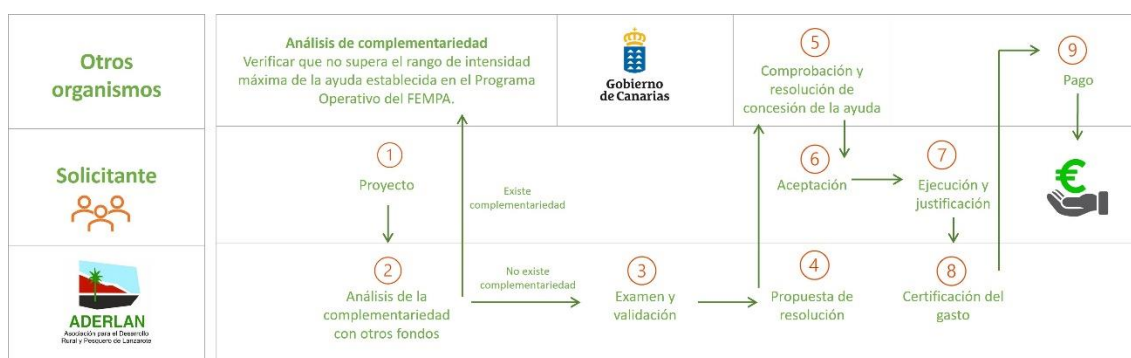 Otros
organismos
Análisis de complementariedad
Verificar que no supera el rango de intensidad
máxima de la ayuda establecida en el Programa
Operativo del FEMPA.
Gobierno
de Canarias
5
Comprobación y
resolución de
concesión de la ayuda
9
Pago
Solicitante
1
Proyecto
Existe
complementariedad
6
Aceptación
7
Ejecución y
justificación
€
ADERLAN
Asociación para el Desarrollo
Rural y Pesquero de Lanzarote
2
Análisis de la
complementariedad
con otros fondos
No existe
complementariedad
3
Examen y
validación
4
Propuesta de
resolución
8
Certificación del
gasto